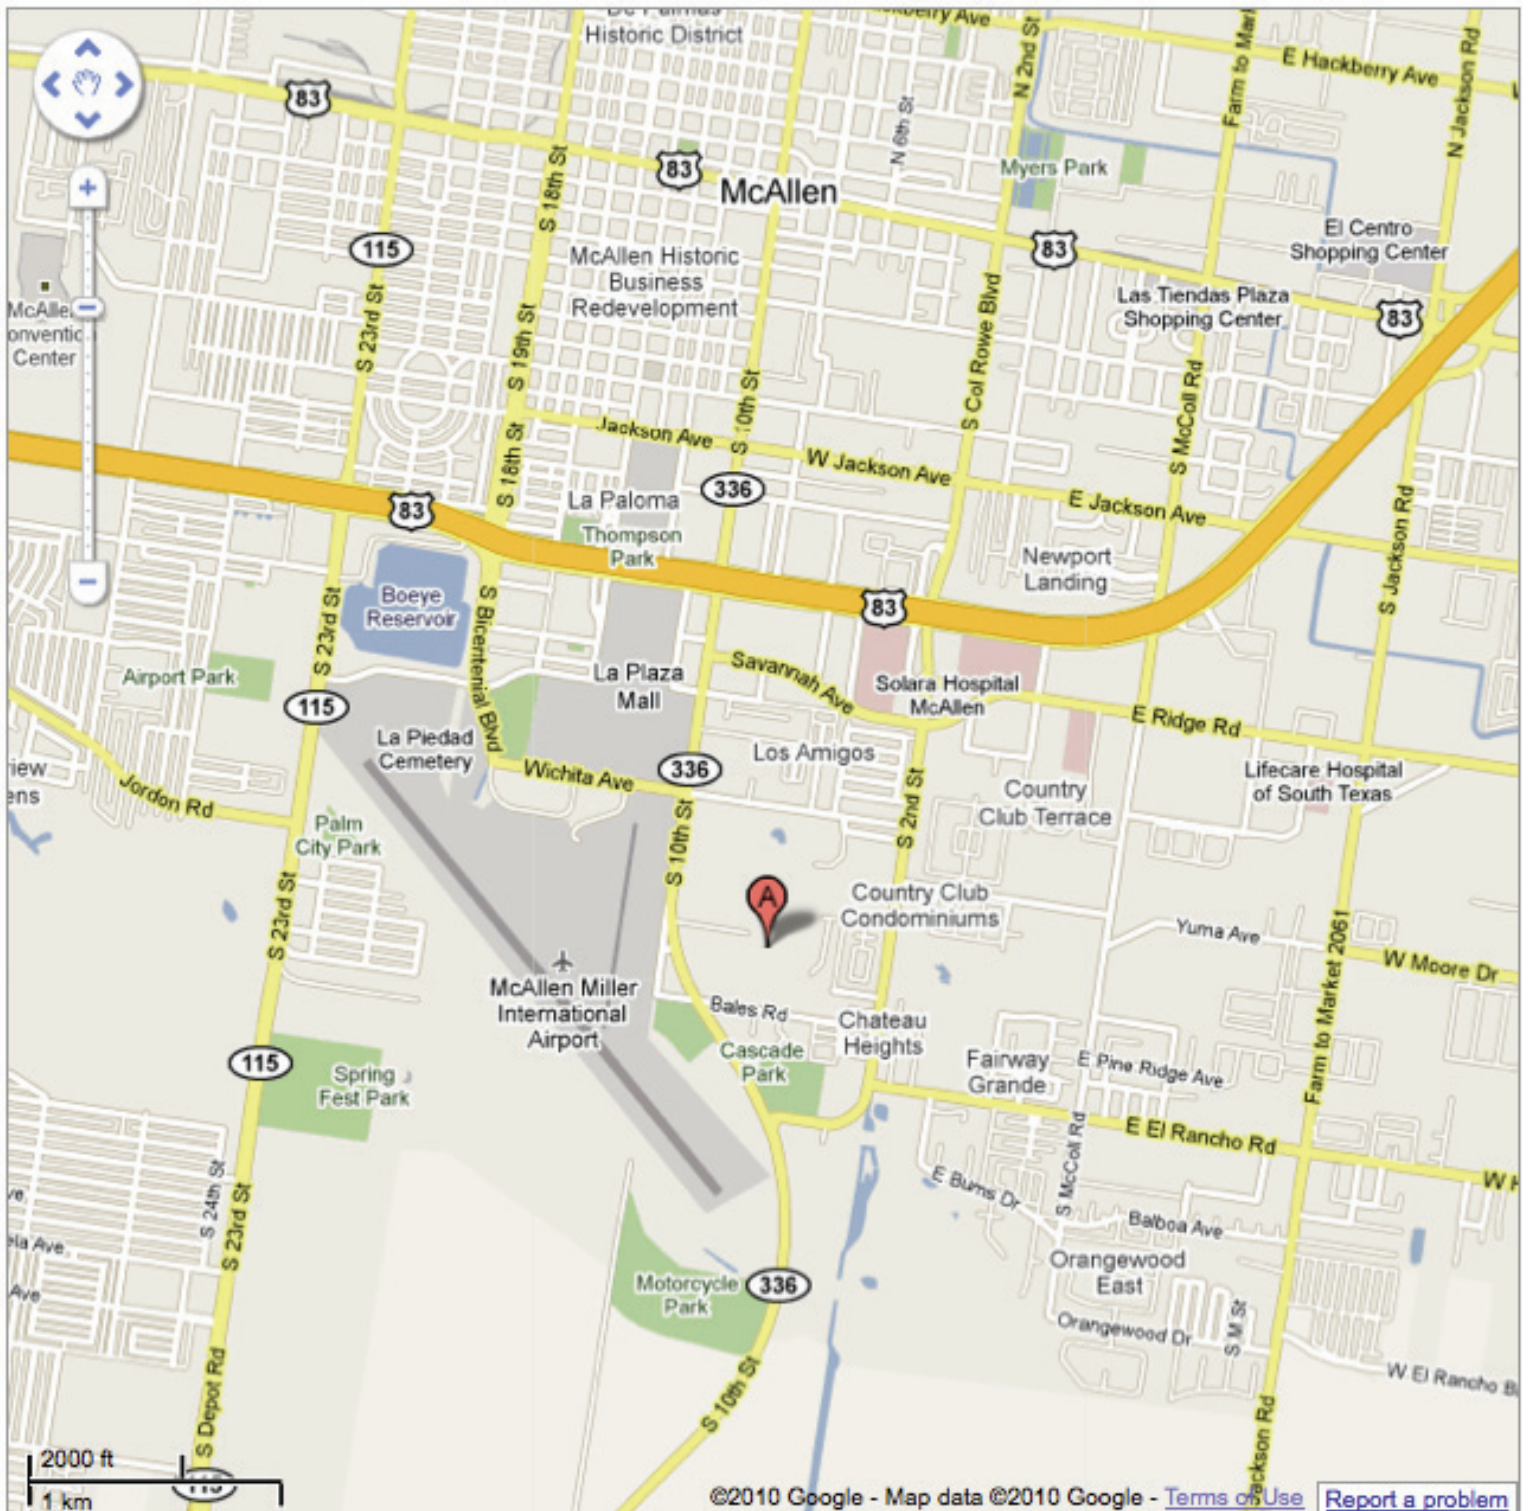 De Palmas
Historic District
Hackberry Ave
N 2nd St
E Hackberry Ave
N Jackson Rd
83
S 18th St
83
McAllen
N 6th St
Myers Park
115
McAllen Historic
Business
Redevelopment
83
El Centro
Shopping Center
Las Tiendas Plaza
Shopping Center
83
Center
S 23rd St
S 19th St
S 10th St
S Col Rowe Blvd
S McColl Rd
Jackson Ave
W Jackson Ave
E Jackson Ave
S 18th St
336
La Paloma
Thompson
Park
83
Newport
Landing
S Jackson Rd
Boeye
Reservoir
83
S 23rd St
S Bicentenial Blvd
Airport Park
La Plaza
Mall
Savannah Ave
Solara Hospital
McAllen
E Ridge Rd
115
La Piedad
Cemetery
Wichita Ave
336
Los Amigos
Lifecare Hospital
of South Texas
Country
Club Terrace
Jordon Rd
Palm
City Park
S 10th St
S 2nd St
A
Country Club
Condominiums
S 23rd St
Yuma Ave
W Moore Dr
Farm to Market 2061
McAllen Miller
International
Airport
Bales Rd
Chateau
Heights
Cascade
Park
Fairway
Grande
E Pine Ridge Ave
115
Spring
Fest Park
E El Rancho Rd
S McColl Rd
E Burns Dr
S 24th St
S 23rd St
Balboa Ave
Orangewood
East
Motorcycle
Park
336
Ave
Orangewood Dr
S M St
W El Rancho
S Depot Rd
S 10th St
Jackson Rd
2000 ft
1 km
115
©2010 Google - Map data ©2010 Google - Terms of Use
Report a problem